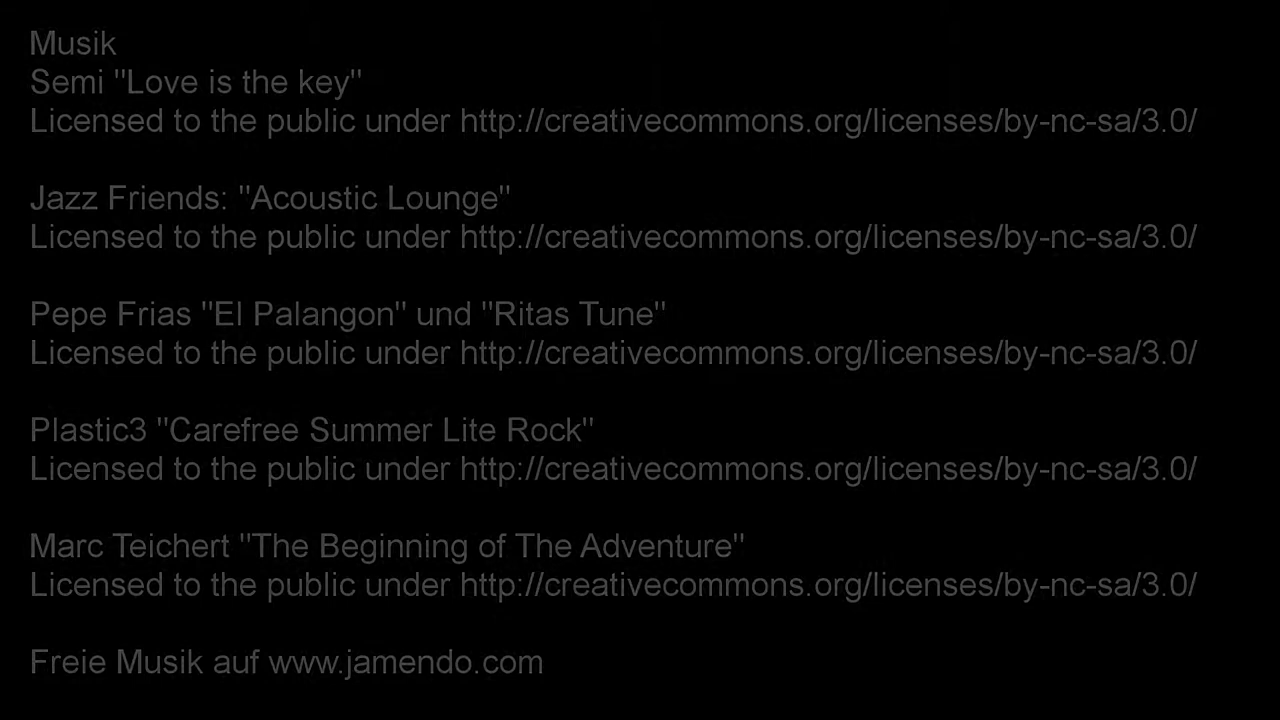 Musik
Semi "Love is the key"
Licensed to the public under http://creativecommons.org/licenses/by-nc-sa/3.0/
Jazz Friends: "Acoustic Lounge"
Licensed to the public under http://creativecommons.org/licenses/by-nc-sa/3.0/
Pepe Frias "El Palangon" und "Ritas Tune"
Licensed to the public under http://creativecommons.org/licenses/by-nc-sa/3.0/
Plastic3 "Carefree Summer Lite Rock"
Licensed to the public under http://creativecommons.org/licenses/by-nc-sa/3.0/
Marc Teichert "The Beginning of The Adventure"
Licensed to the public under http://creativecommons.org/licenses/by-nc-sa/3.0/
Freie Musik auf www.jamendo.com